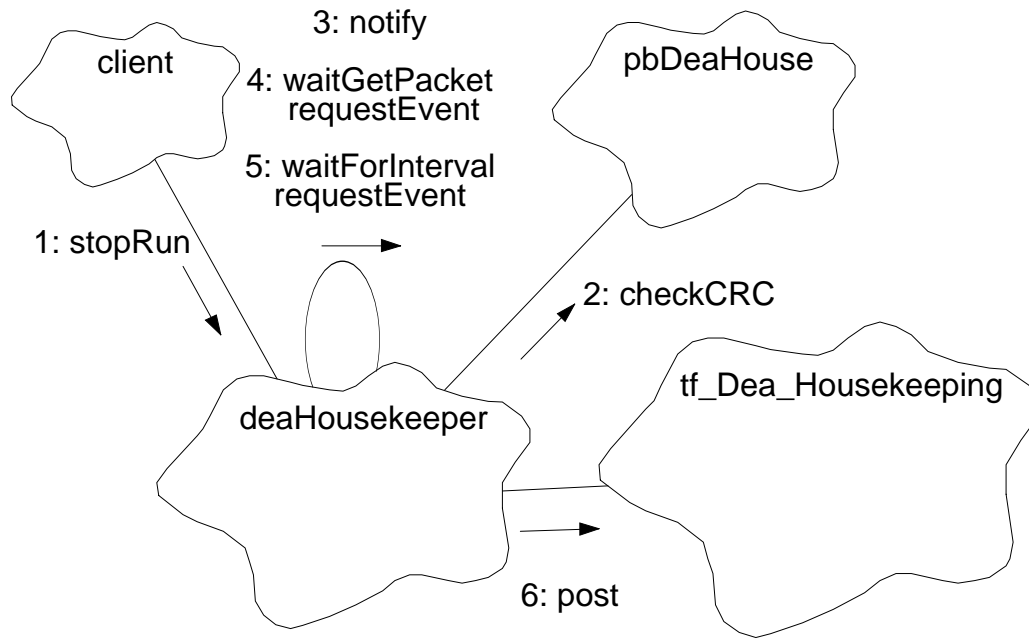 3: notify
client
pbDeaHouse
4: waitGetPacket
requestEvent
5: waitForInterval
requestEvent
1: stopRun
2: checkCRC
tf_Dea_Housekeeping
deaHousekeeper
6: post